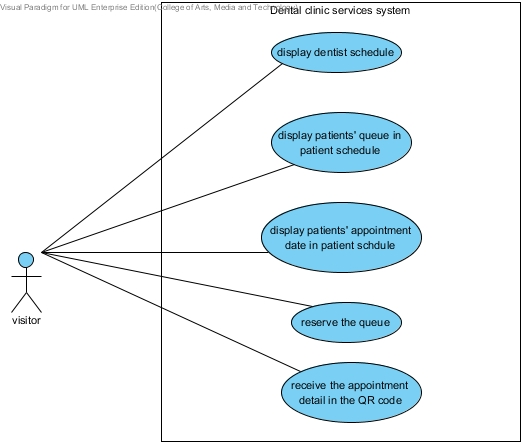 Visual Paradigm for UML Enterprise Edition(College of Arts, Media and Technology)
Dental clinic services system
display dentist schedule
display patients' queue in
patient schedule
display patients' appointment
date in patient schdule
visitor
reserve the queue
receive the appointment
detail in the QR code